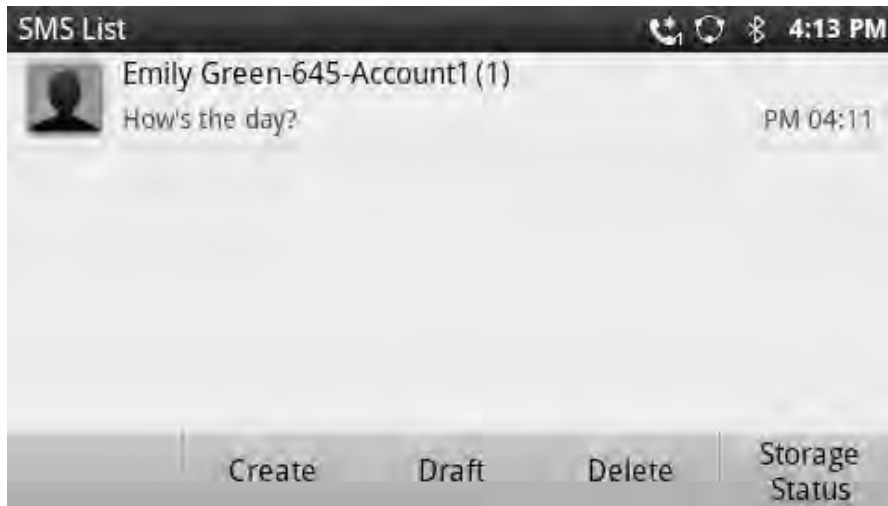 SMS List 1 4:13 PM
Emily Green-645-Account1 (1)
How's the day? PM 04:11
Create Draft Delete Storage
Status